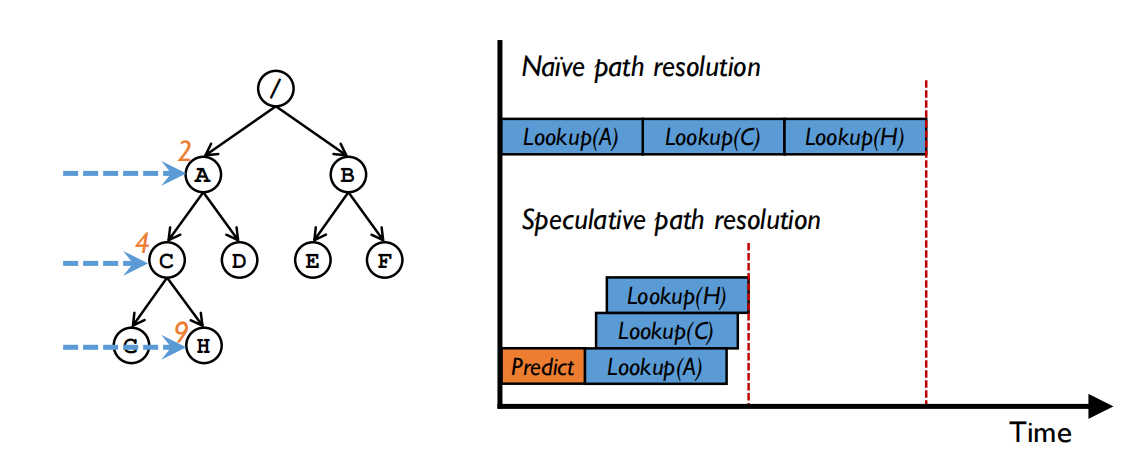 /
2
A
B
4
C
D
E
F
G
9
H
Naïve path resolution
Lookup(A)
Lookup(C)
Lookup(H)
Speculative path resolution
Lookup(H)
Lookup(C)
Predict
Lookup(A)
Time